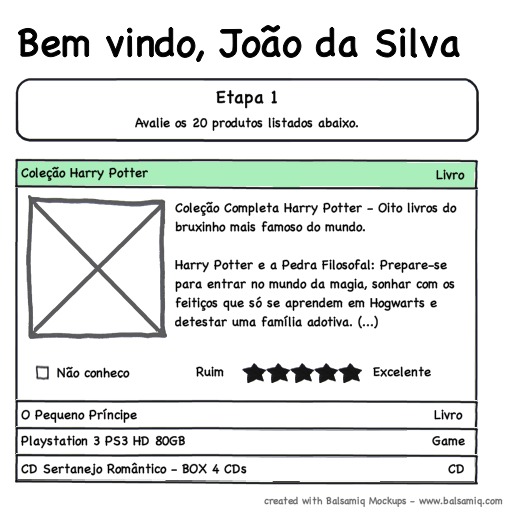 Bem vindo, João da Silva
Etapa 1
Avalie os 20 produtos listados abaixo.
Coleção Harry Potter Livro
Coleção Completa Harry Potter - Oito livros do
bruxinho mais famoso do mundo.
Harry Potter e a Pedra Filosofal: Prepare-se
para entrar no mundo da magia, sonhar com os
feitiços que só se aprendem em Hogwarts e
detestar uma família adotiva. (...)
Não conheço Ruim Excelente
O Pequeno Príncipe Livro
Playstation 3 PS3 HD 80GB Game
CD Sertanejo Romântico - BOX 4 CDs CD
created with Balsamiq Mockups - www.balsamiq.com